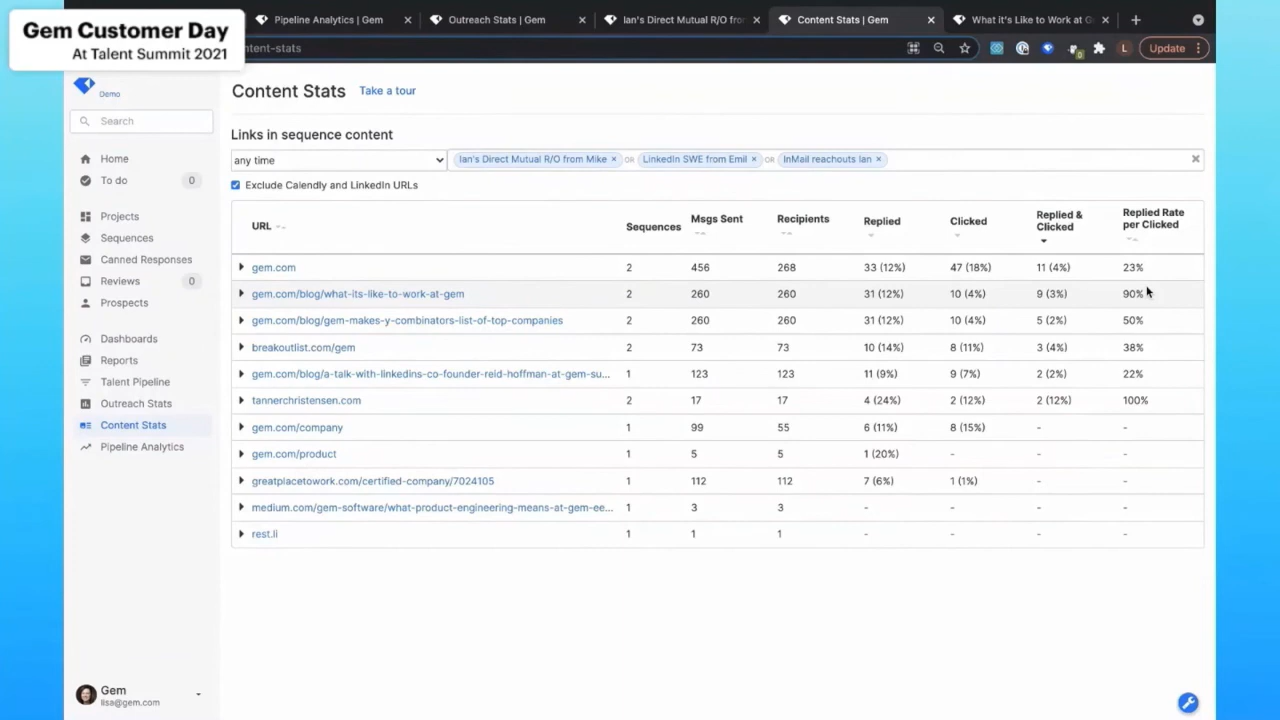 Gem Customer Day
At Talent Summit 2021
Pipeline Analytics | Gem
Outreach Stats | Gem
Ian's Direct Mutual R/O fro
Content Stats | Gem
What it's Like to Work at G
ntent-stats
L
Update
Demo
Search
Home
To do 0
Projects
Sequences
Canned Responses
Reviews 0
Prospects
Dashboards
Reports
Talent Pipeline
Outreach Stats
Content Stats
Pipeline Analytics
Gem
lisa@gem.com
Content Stats Take a tour
Links in sequence content
any time Ian's Direct Mutual R/O from Mike × OR LinkedIn SWE from Emil × OR InMail reachouts Ian ×
Exclude Calendly and LinkedIn URLs
URL Sequences Msgs Sent Recipients Replied Clicked Replied & Clicked Replied Rate per Clicked
gem.com 2 456 268 33 (12%) 47 (18%) 11 (4%) 23%
gem.com/blog/what-its-like-to-work-at-gem 2 260 260 31 (12%) 10 (4%) 9 (3%) 90%
gem.com/blog/gem-makes-y-combinators-list-of-top-companies 2 260 260 31 (12%) 10 (4%) 5 (2%) 50%
breakoutlist.com/gem 2 73 73 10 (14%) 8 (11%) 3 (4%) 38%
gem.com/blog/a-talk-with-linkedins-co-founder-reid-hoffman-at-gem-su... 1 123 123 11 (9%) 9 (7%) 2 (2%) 22%
tannerchristensen.com 2 17 17 4 (24%) 2 (12%) 2 (12%) 100%
gem.com/company 1 99 55 6 (11%) 8 (15%) - -
gem.com/product 1 5 5 1 (20%) - - -
greatplacetowork.com/certified-company/7024105 1 112 112 7 (6%) 1 (1%) - -
medium.com/gem-software/what-product-engineering-means-at-gem-ee... 1 3 3 - - - -
rest.li 1 1 1 - - - -